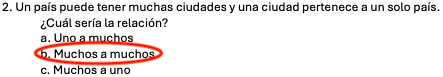 2. Un país puede tener muchas ciudades y una ciudad pertenece a un solo país.
¿Cuál sería la relación?
a. Uno a muchos
b. Muchos a muchos
c. Muchos a uno